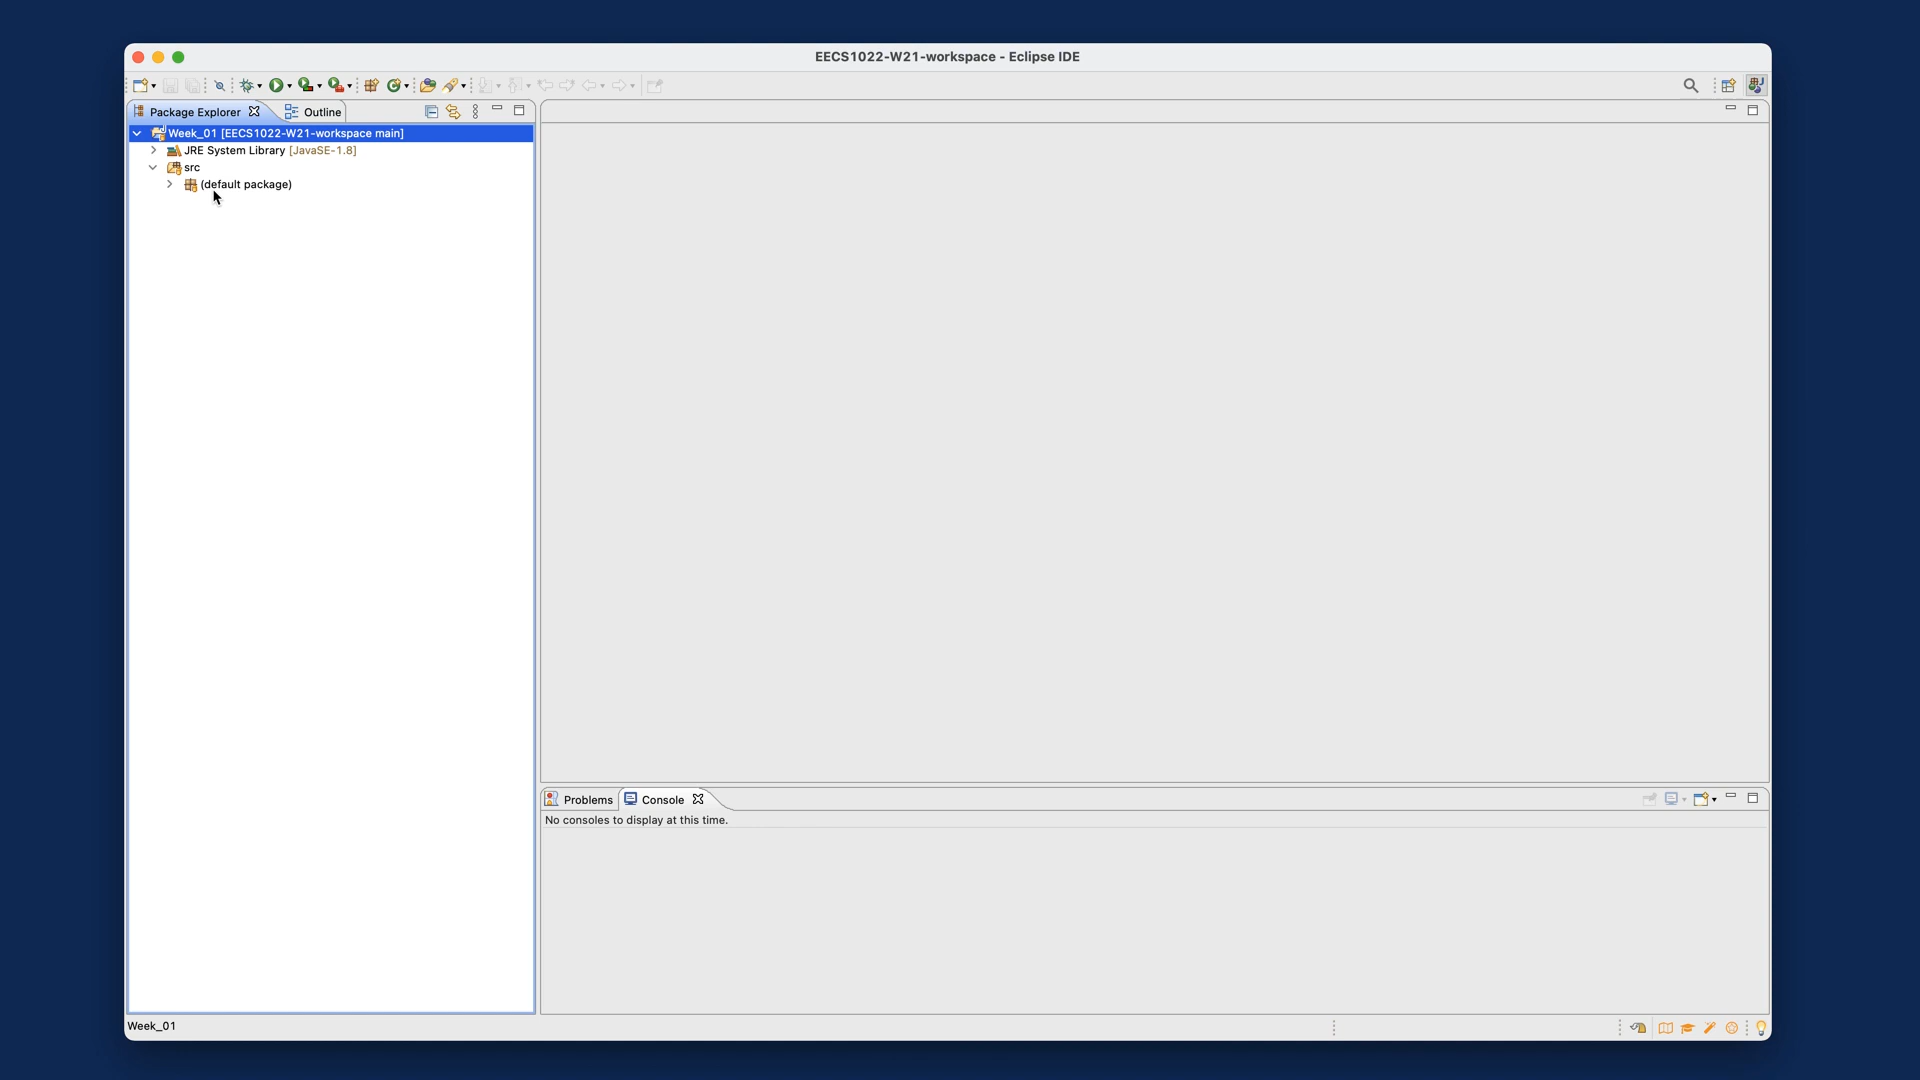 EECS1022-W21-workspace - Eclipse IDE
Package Explorer
Outline
Week_01 [EECS1022-W21-workspace main]
JRE System Library [JavaSE-1.8]
src
(default package)
Problems
Console
No consoles to display at this time.
Week_01